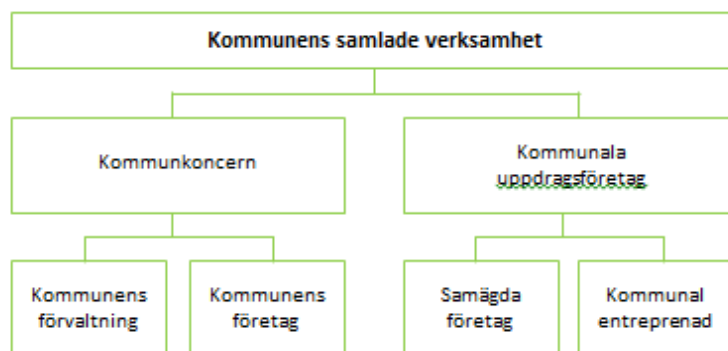 Kommunens samlade verksamhet
Kommunkoncern
Kommunala
uppdragsföretag
Kommunens
förvaltning
Kommunens
företag
Samägda
företag
Kommunal
entreprenad